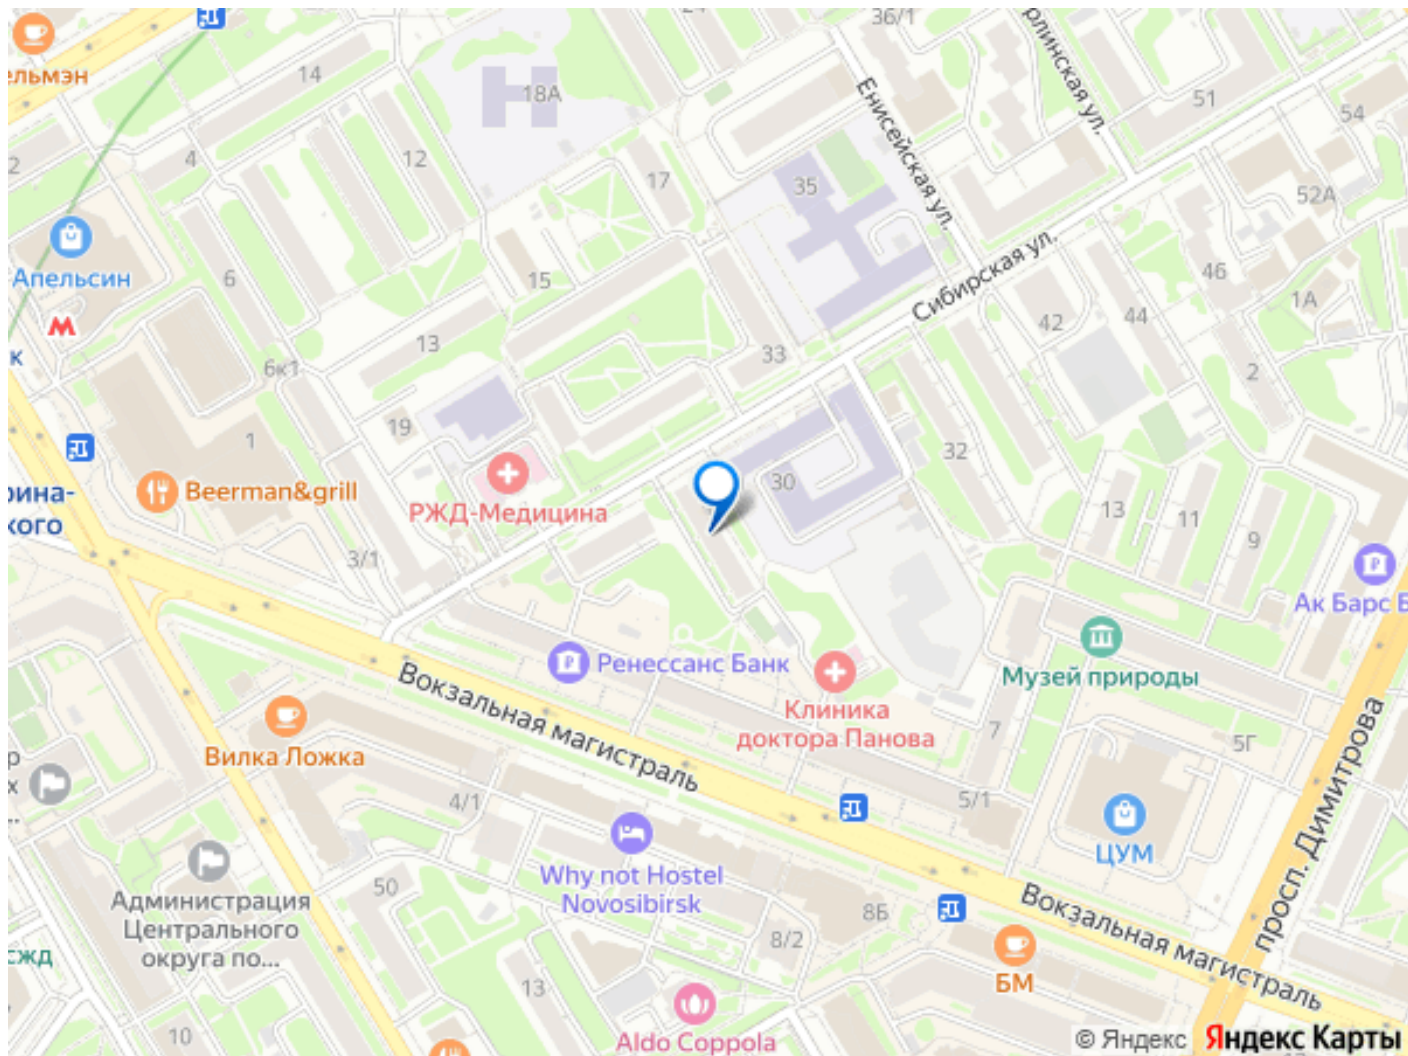 36/1
ельмэн
14
18А
Енисейская ул.
рлинская ул.
51
54
2
4
12
17
35
52А
Апельсин
6
15
Сибирская ул.
46
1А
42
44
к
13
33
6к1
2
19
1
32
30
рина-
кого
Beerman&grill
РЖД-Медицина
13
11
9
3/1
Ак Барс Б
Ренессанс Банк
Музей природы
Вокзальная магистраль
Клиника
доктора Панова
7
5Г
Вилка Ложка
р
х
...
4/1
5/1
просп. Димитрова
ЦУМ
Why not Hostel
Novosibirsk
50
Администрация
Центрального
округа по...
8Б
8/2
Вокзальная магистраль
БМ
сжд
13
10
Aldo Coppola
© Яндекс Яндекс Карты